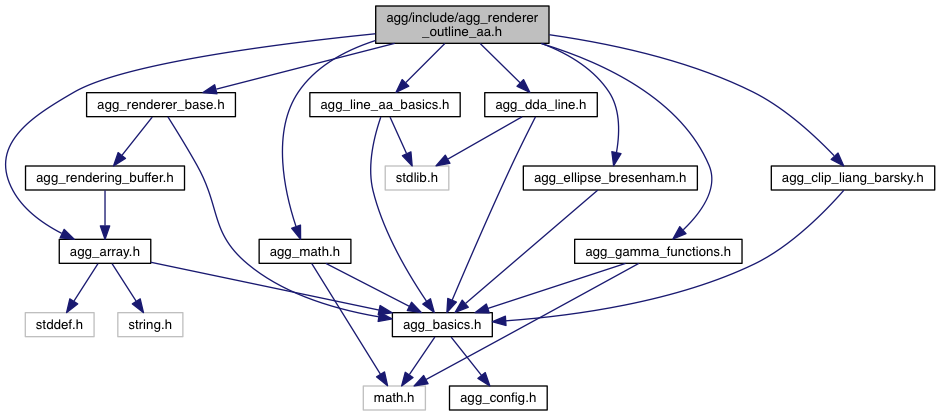 agg/include/agg_renderer
_outline_aa.h
agg_renderer_base.h
agg_line_aa_basics.h
agg_dda_line.h
agg_rendering_buffer.h
stdlib.h
agg_ellipse_bresenham.h
agg_clip_liang_barsky.h
agg_array.h
agg_math.h
agg_gamma_functions.h
stddef.h
string.h
agg_basics.h
math.h
agg_config.h